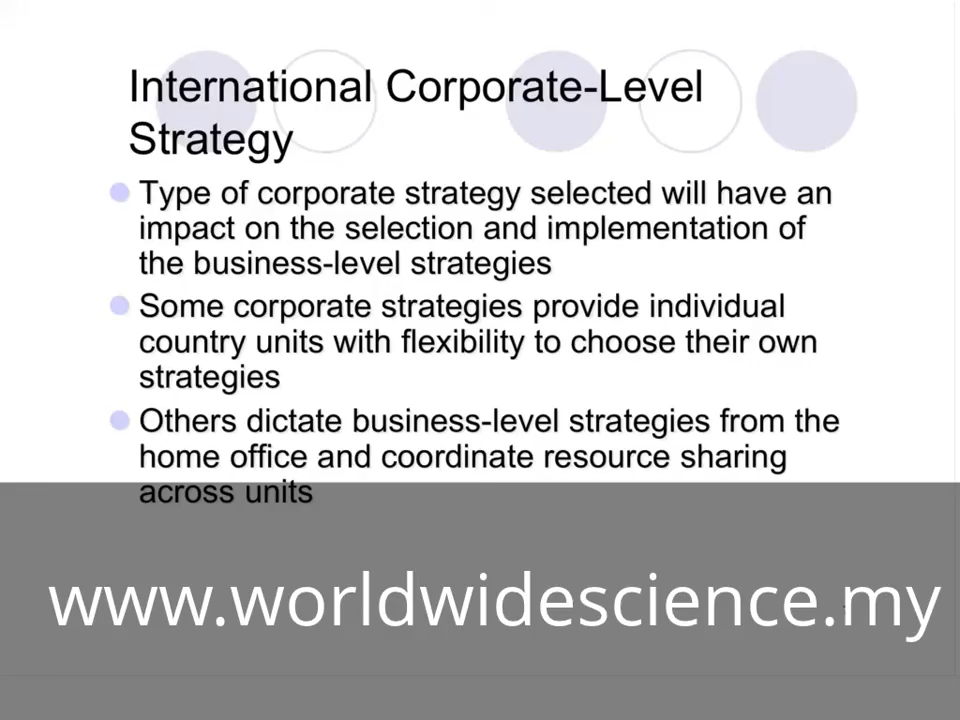 International Corporate-Level
Strategy
Type of corporate strategy selected will have an
impact on the selection and implementation of
the business-level strategies
Some corporate strategies provide individual
country units with flexibility to choose their own
strategies
Others dictate business-level strategies from the
home office and coordinate resource sharing
across units
www.worldwidescience.my